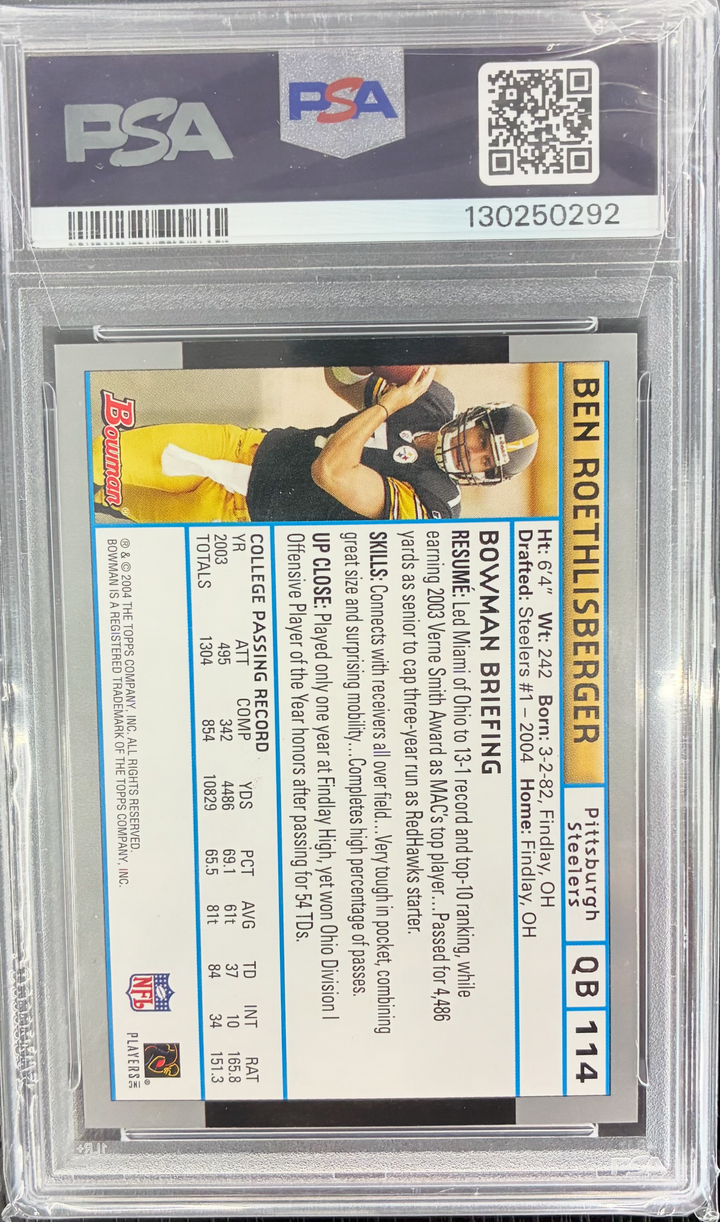 PSA
PSA
130250292
BEN ROETHLISBERGER
Pittsburgh
Steelers
QB
114
Ht: 6'4" Wt: 242 Born: 3-2-82, Findlay, OH
Drafted: Steelers #1 – 2004 Home: Findlay, OH
BOWMAN BRIEFING
RESUMÉ: Led Miami of Ohio to 13-1 record and top-10 ranking, while
earning 2003 Verne Smith Award as MAC's top player...Passed for 4,486
yards as senior to cap three-year run as RedHawks starter.
SKILLS: Connects with receivers all over field...Very tough in pocket, combining
great size and surprising mobility...Completes high percentage of passes.
UP CLOSE: Played only one year at Findlay High, yet won Ohio Division I
Offensive Player of the Year honors after passing for 54 TDs.
COLLEGE PASSING RECORD
YR ATT COMP YDS PCT AVG TD INT RAT
2003 495 342 4486 69.1 61t 37 10 165.8
TOTALS 1304 854 10829 65.5 81t 84 34 151.3
Bowman
® & © 2004 THE TOPPS COMPANY, INC. ALL RIGHTS RESERVED.
BOWMAN IS A REGISTERED TRADEMARK OF THE TOPPS COMPANY, INC.
NFL
PLAYERS INC